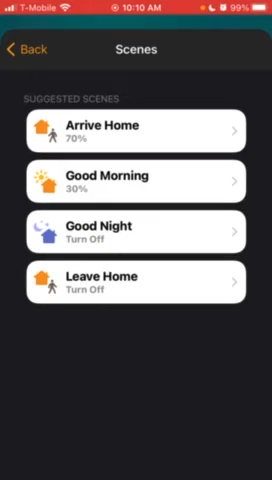 T-Mobile 10:10 AM 99%
Back Scenes
SUGGESTED SCENES
Arrive Home
70%
Good Morning
30%
Good Night
Turn Off
Leave Home
Turn Off